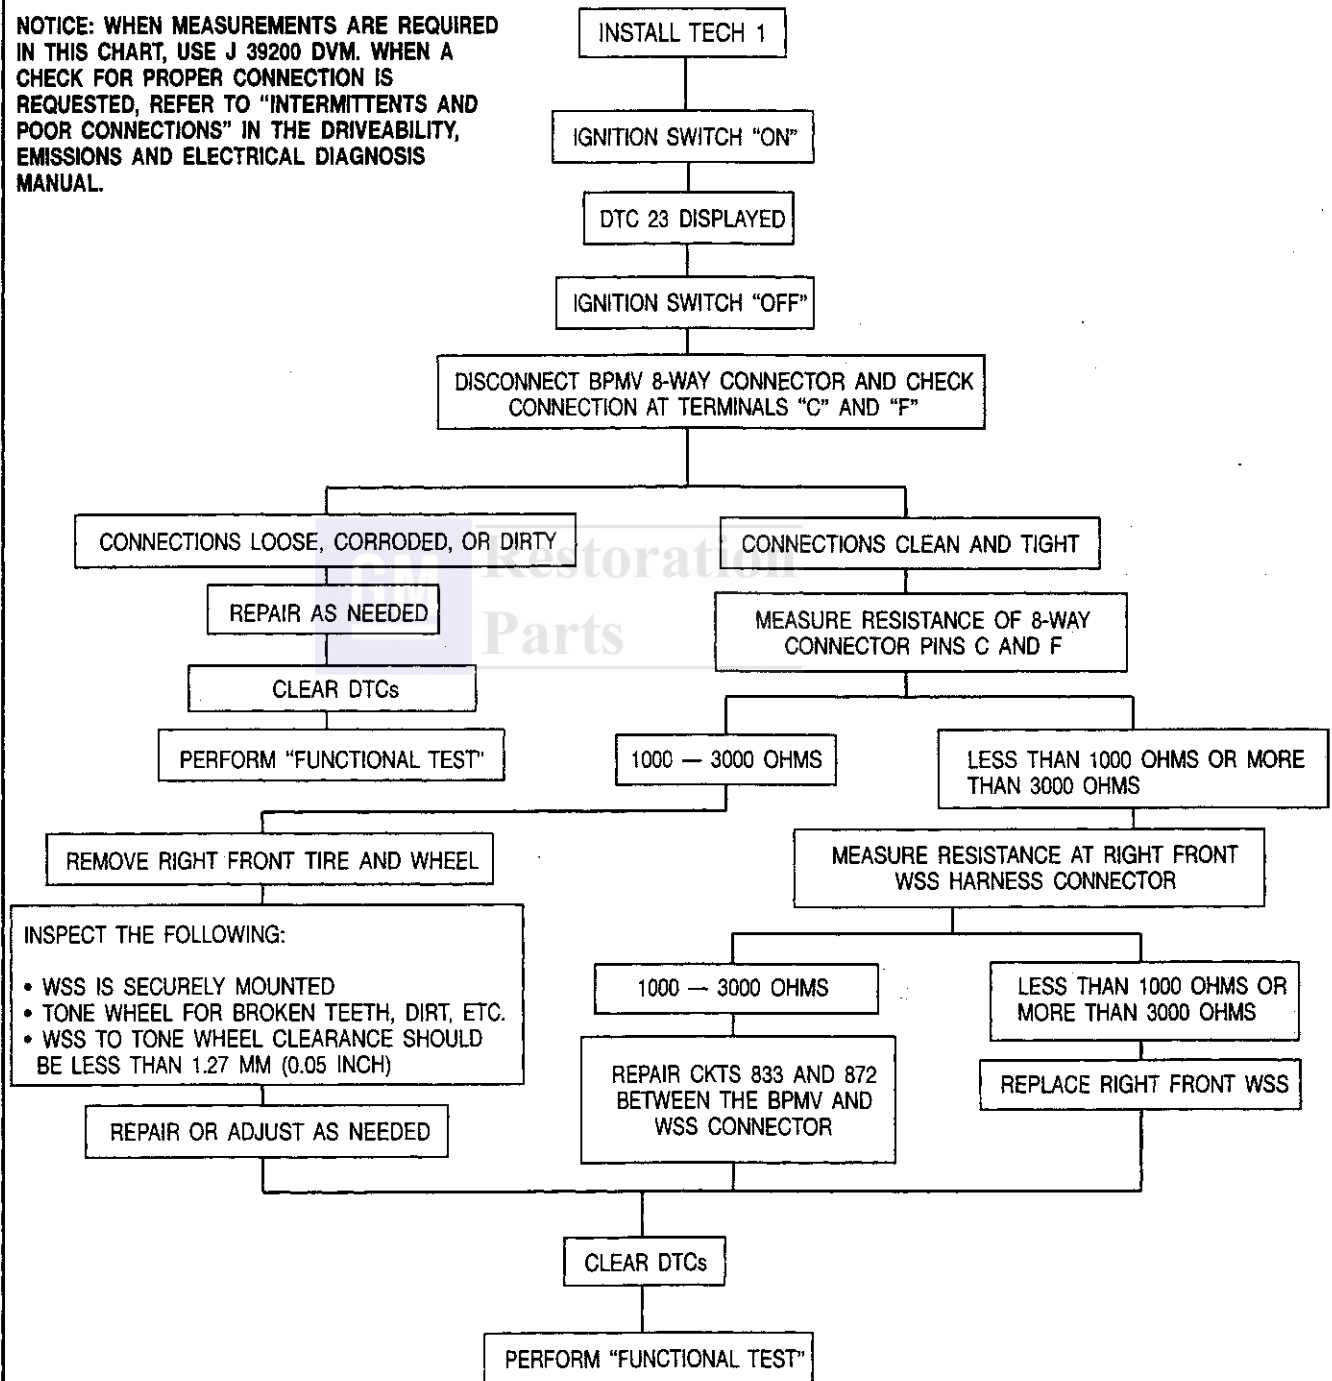 NOTICE: WHEN MEASUREMENTS ARE REQUIRED
IN THIS CHART, USE J 39200 DVM. WHEN A
CHECK FOR PROPER CONNECTION IS
REQUESTED, REFER TO “INTERMITTENTS AND
POOR CONNECTIONS” IN THE DRIVEABILITY,
EMISSIONS AND ELECTRICAL DIAGNOSIS
MANUAL.
INSTALL TECH 1
IGNITION SWITCH “ON”
DTC 23 DISPLAYED
IGNITION SWITCH “OFF”
DISCONNECT BPMV 8-WAY CONNECTOR AND CHECK
CONNECTION AT TERMINALS “C” AND “F”
CONNECTIONS LOOSE, CORRODED, OR DIRTY
REPAIR AS NEEDED
CLEAR DTCs
PERFORM “FUNCTIONAL TEST”
CONNECTIONS CLEAN AND TIGHT
MEASURE RESISTANCE OF 8-WAY
CONNECTOR PINS C AND F
GM
Restoration
Parts
1000 — 3000 OHMS
LESS THAN 1000 OHMS OR MORE
THAN 3000 OHMS
REMOVE RIGHT FRONT TIRE AND WHEEL
INSPECT THE FOLLOWING:
• WSS IS SECURELY MOUNTED
• TONE WHEEL FOR BROKEN TEETH, DIRT, ETC.
• WSS TO TONE WHEEL CLEARANCE SHOULD
BE LESS THAN 1.27 MM (0.05 INCH)
REPAIR OR ADJUST AS NEEDED
MEASURE RESISTANCE AT RIGHT FRONT
WSS HARNESS CONNECTOR
1000 — 3000 OHMS
REPAIR CKTS 833 AND 872
BETWEEN THE BPMV AND
WSS CONNECTOR
LESS THAN 1000 OHMS OR
MORE THAN 3000 OHMS
REPLACE RIGHT FRONT WSS
CLEAR DTCs
PERFORM “FUNCTIONAL TEST”